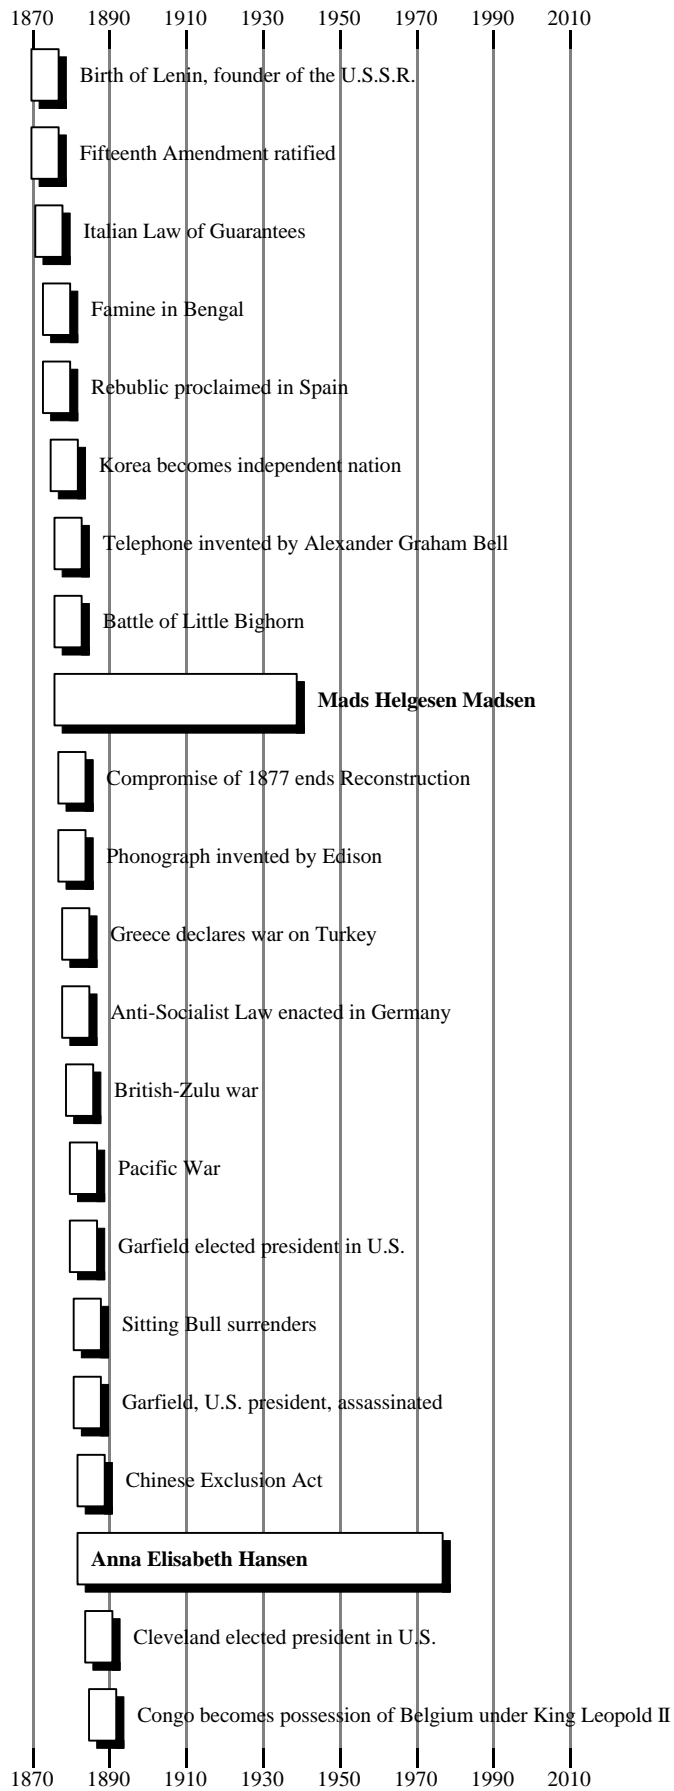 1870 1890 1910 1930 1950 1970 1990 2010
Birth of Lenin, founder of the U.S.S.R.
Fifteenth Amendment ratified
Italian Law of Guarantees
Famine in Bengal
Rebublic proclaimed in Spain
Korea becomes independent nation
Telephone invented by Alexander Graham Bell
Battle of Little Bighorn
Mads Helgesen Madsen
Compromise of 1877 ends Reconstruction
Phonograph invented by Edison
Greece declares war on Turkey
Anti-Socialist Law enacted in Germany
British-Zulu war
Pacific War
Garfield elected president in U.S.
Sitting Bull surrenders
Garfield, U.S. president, assassinated
Chinese Exclusion Act
Anna Elisabeth Hansen
Cleveland elected president in U.S.
Congo becomes possession of Belgium under King Leopold II
1870 1890 1910 1930 1950 1970 1990 2010